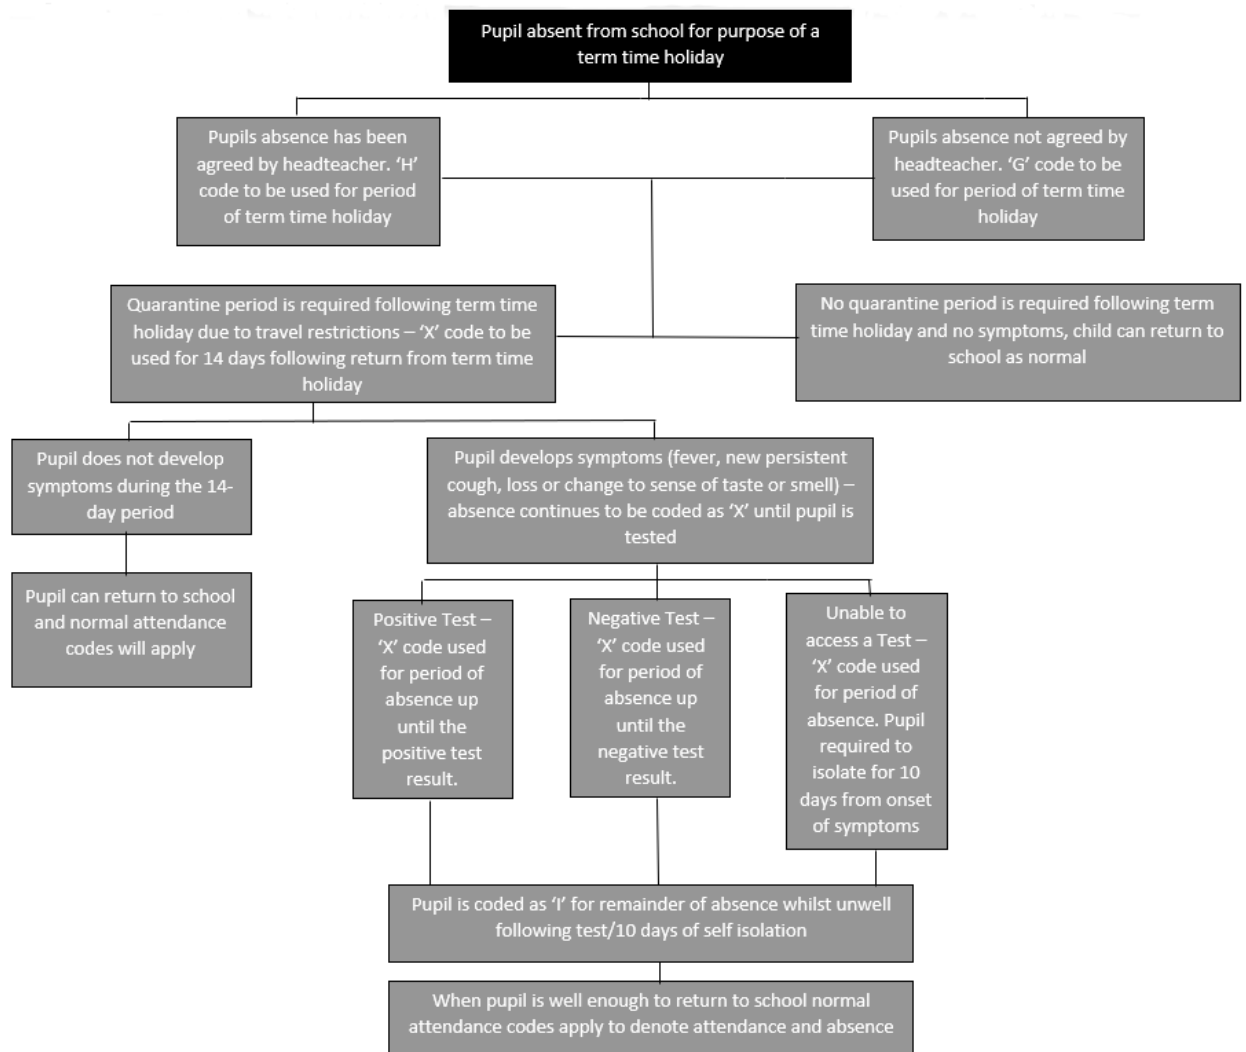 Pupil absent from school for purpose of a
term time holiday
Pupils absence has been
agreed by headteacher. ‘H’
code to be used for period
of term time holiday
Pupils absence not agreed by
headteacher. ‘G’ code to be
used for period of term time
holiday
Quarantine period is required following term time
holiday due to travel restrictions – ‘X’ code to be
used for 14 days following return from term time
holiday
No quarantine period is required following term
time holiday and no symptoms, child can return to
school as normal
Pupil does not develop
symptoms during the 14-
day period
Pupil develops symptoms (fever, new persistent
cough, loss or change to sense of taste or smell) –
absence continues to be coded as ‘X’ until pupil is
tested
Pupil can return to school
and normal attendance
codes will apply
Positive Test –
‘X’ code used
for period of
absence up
until the
positive test
result.
Negative Test –
‘X’ code used
for period of
absence up
until the
negative test
result.
Unable to
access a Test –
‘X’ code used
for period of
absence. Pupil
required to
isolate for 10
days from onset
of symptoms
Pupil is coded as ‘I’ for remainder of absence whilst unwell
following test/10 days of self isolation
When pupil is well enough to return to school normal
attendance codes apply to denote attendance and absence